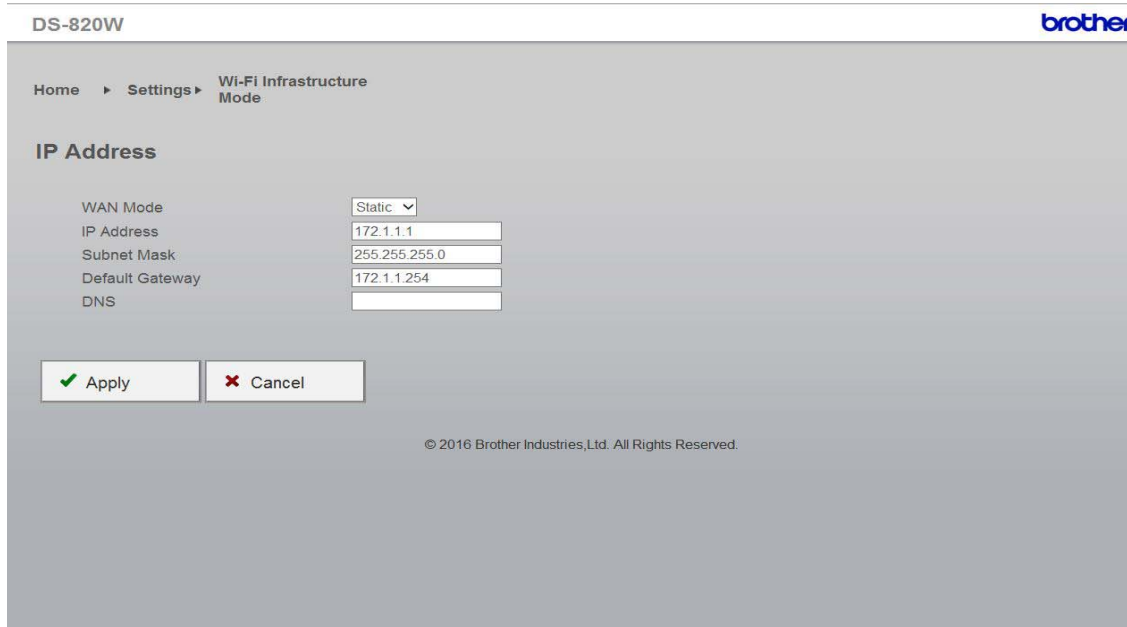 DS-820W
brother
Home Settings Wi-Fi Infrastructure
Mode
IP Address
WAN Mode Static
IP Address 172.1.1.1
Subnet Mask 255.255.255.0
Default Gateway 172.1.1.254
DNS
Apply Cancel
© 2016 Brother Industries,Ltd. All Rights Reserved.